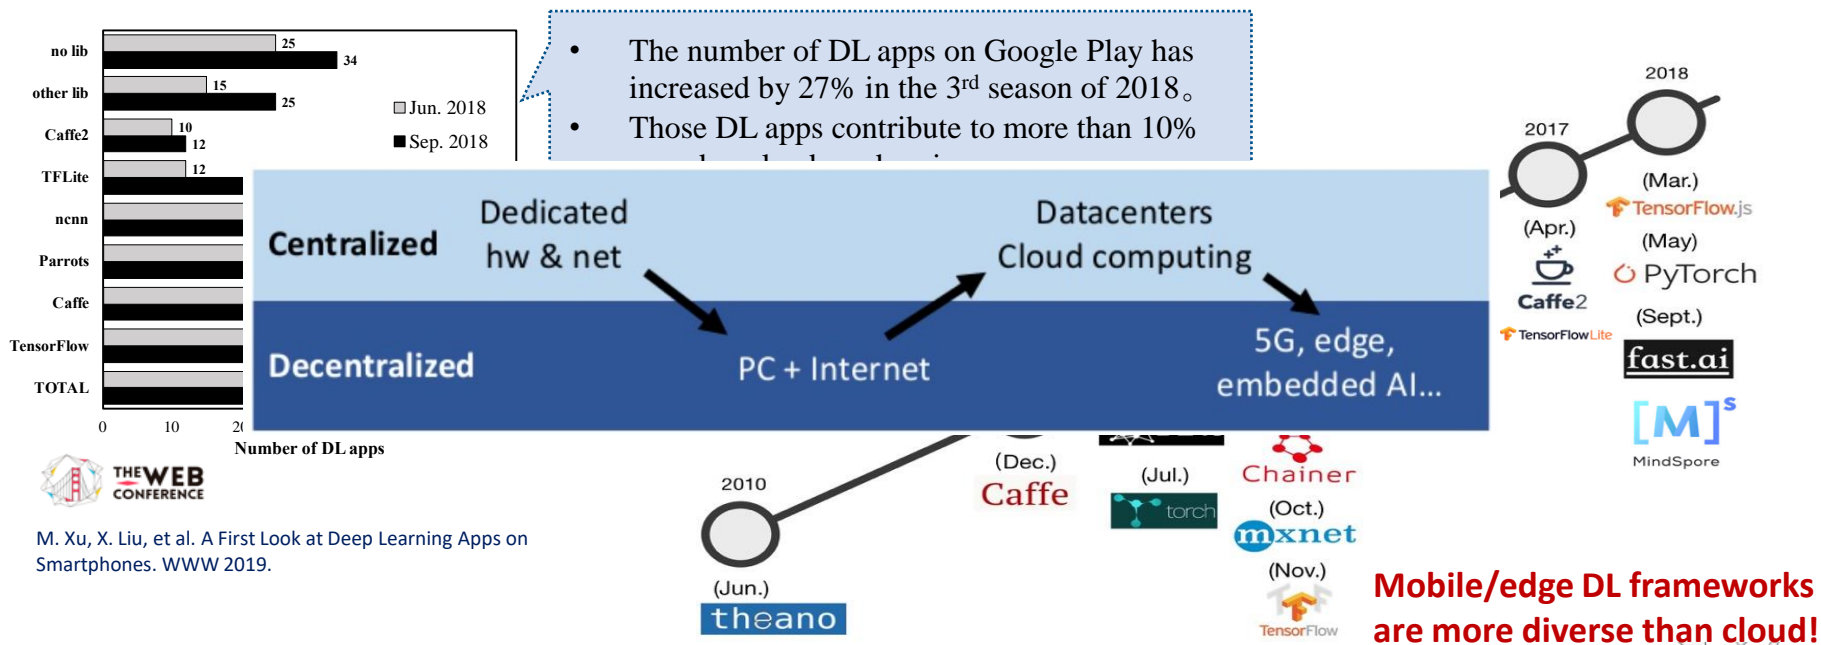 no lib
25
34
other lib
15
25
Caffe2
10
12
TFLite
12
ncnn
Parrots
Caffe
TensorFlow
TOTAL
Jun. 2018
Sep. 2018
0
10
Number of DL apps
• The number of DL apps on Google Play has
increased by 27% in the 3rd season of 2018。
• Those DL apps contribute to more than 10%
Centralized
Dedicated
hw & net
Datacenters
Cloud computing
Decentralized
PC + Internet
5G, edge,
embedded AI...
THE WEB
CONFERENCE
M. Xu, X. Liu, et al. A First Look at Deep Learning Apps on
Smartphones. WWW 2019.
2010
(Jun.)
theano
(Dec.)
Caffe
(Jul.)
torch
Chainer
(Oct.)
mxnet
(Nov.)
TensorFlow
2017
(Apr.)
Caffe2
TensorFlowLite
2018
(Mar.)
TensorFlow.js
(May)
PyTorch
(Sept.)
fast.ai
[M]s
MindSpore
Mobile/edge DL frameworks
are more diverse than cloud!